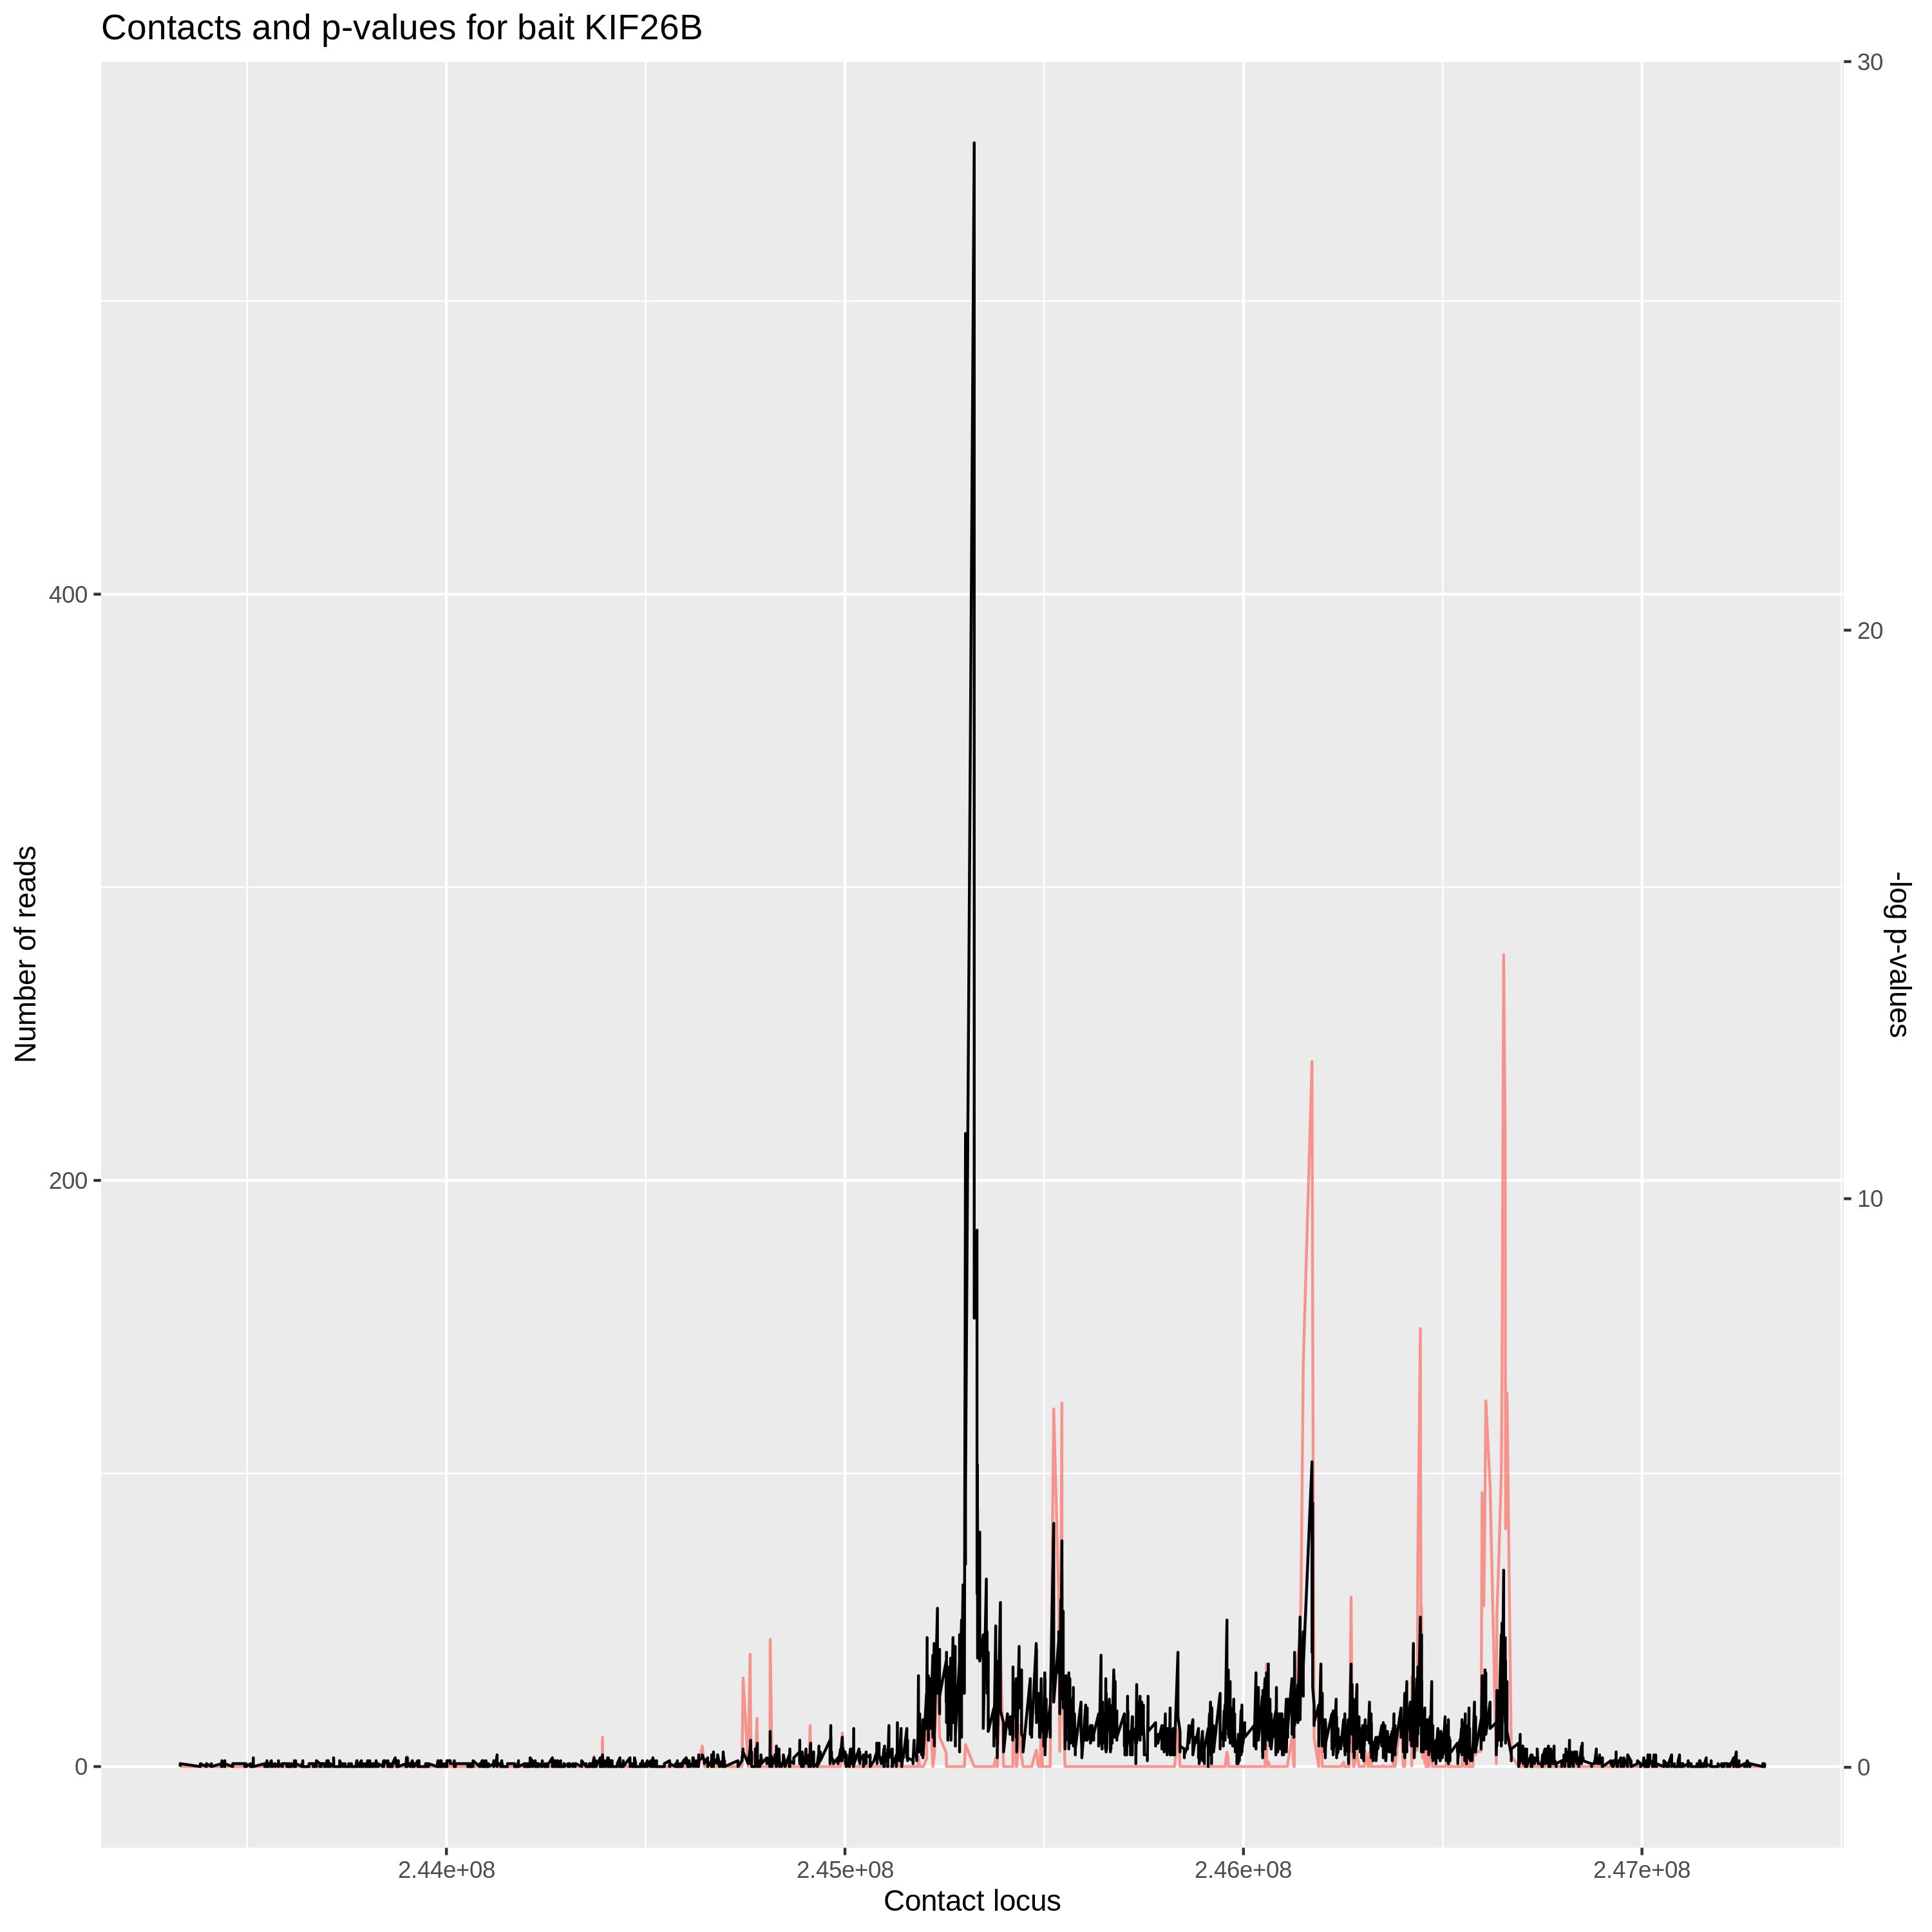 Contacts and p-values for bait KIF26B
30
20
10
0
400
200
0
Number of reads
-log p-values
2.44e+08 2.45e+08 2.46e+08 2.47e+08
Contact locus